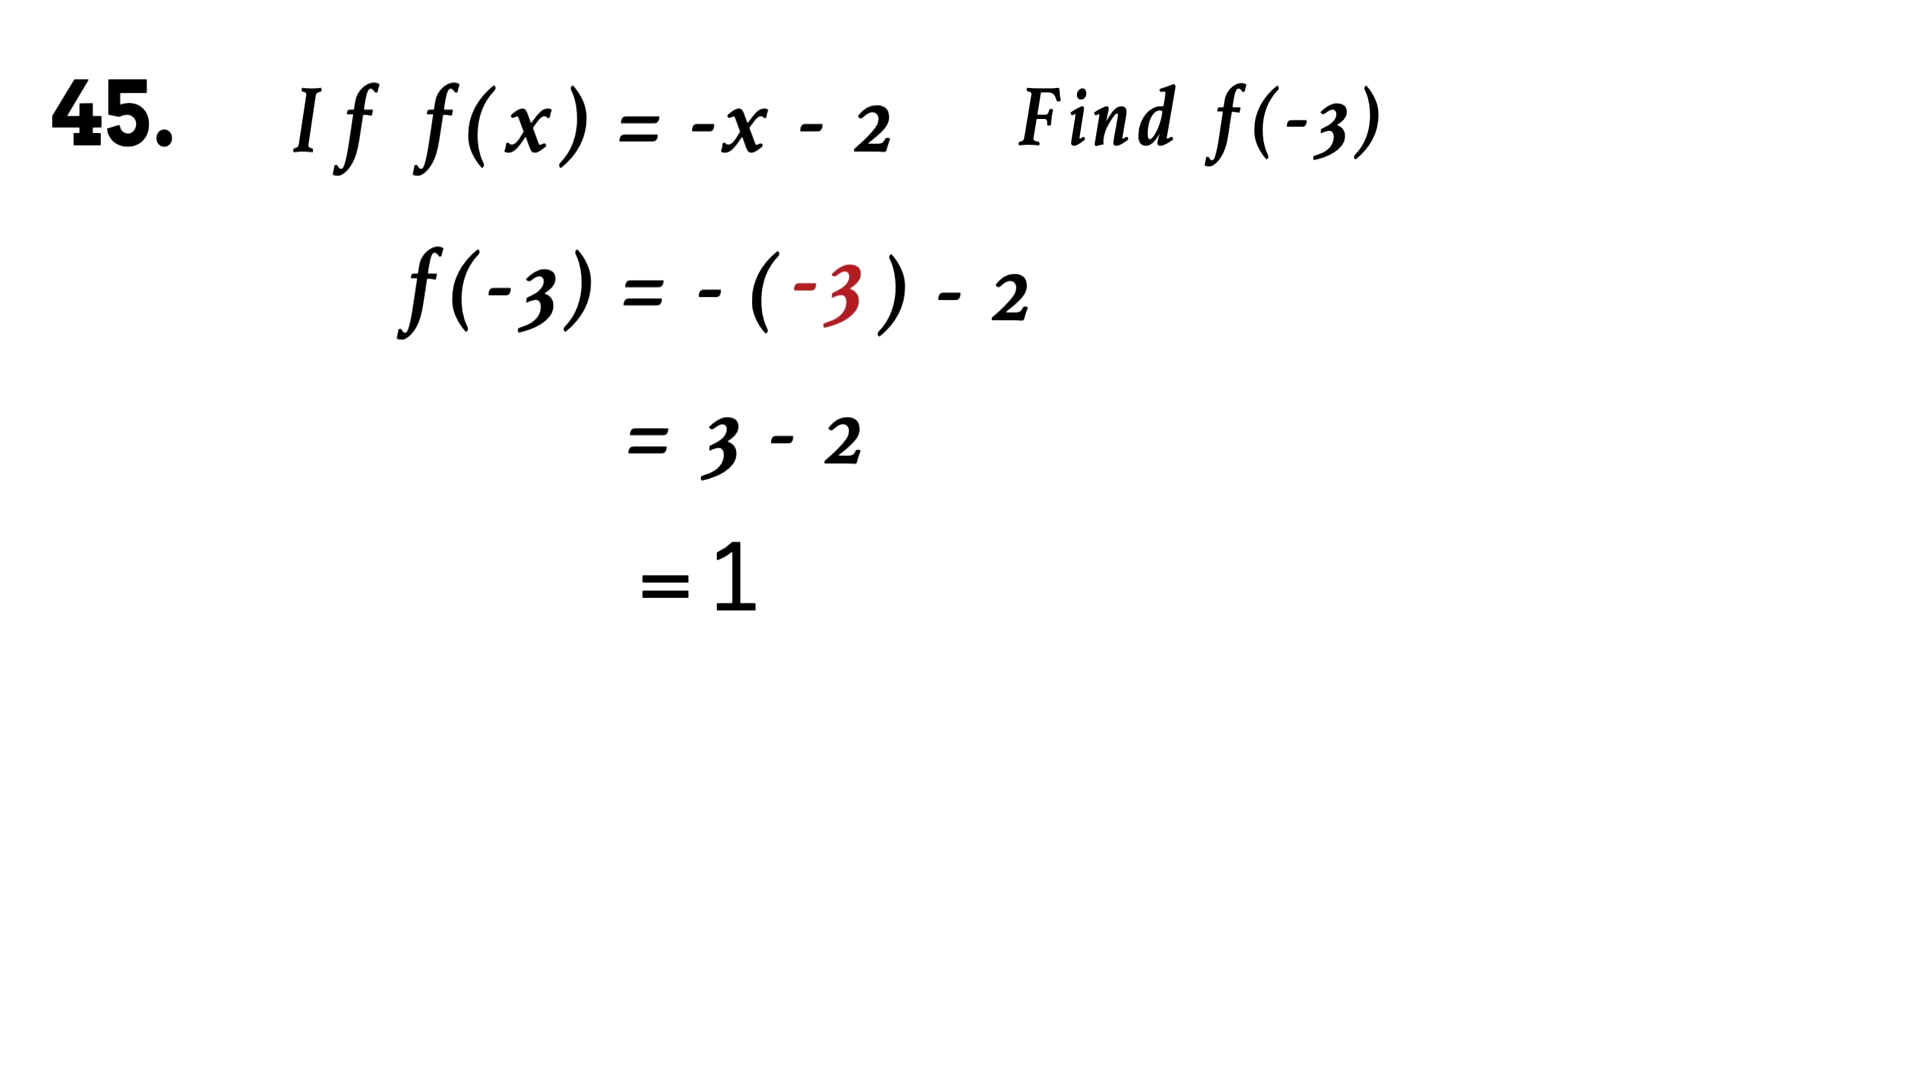 45. If f(x) = -x - 2 Find f(-3)
f(-3) = - (-3) - 2
= 3 - 2
= 1